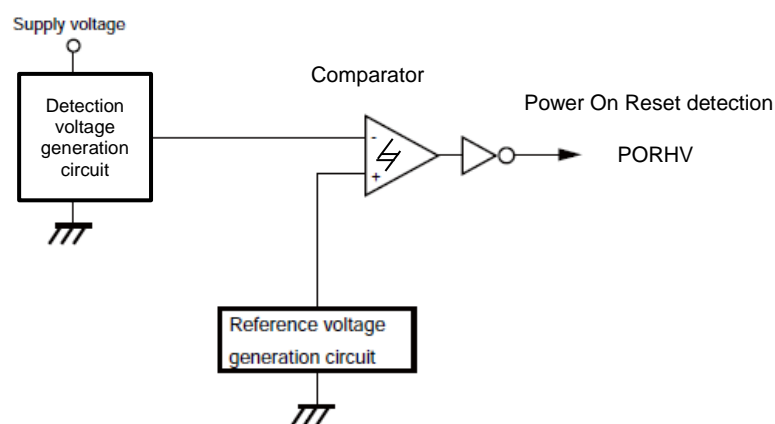 Supply voltage
Detection
voltage
generation
circuit
Comparator
-
+
Power On Reset detection
PORHV
Reference voltage
generation circuit